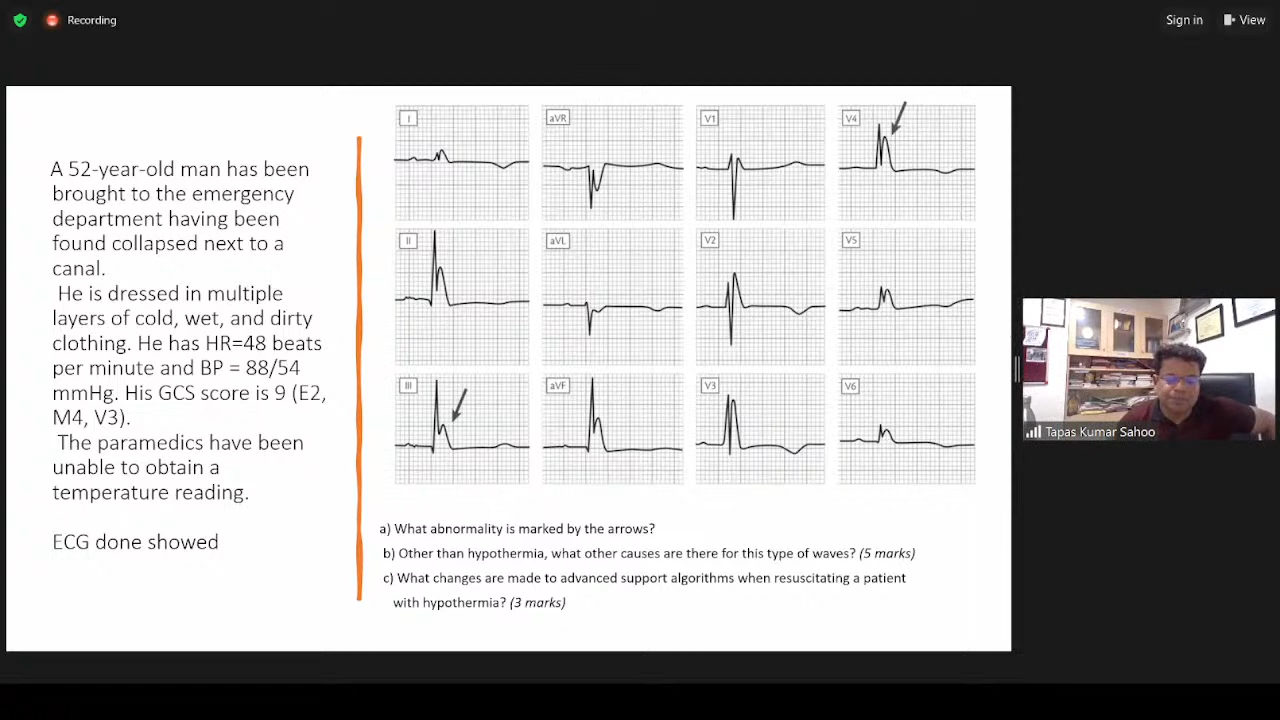 Recording
Sign in
View
A 52-year-old man has been
brought to the emergency
department having been
found collapsed next to a
canal.
He is dressed in multiple
layers of cold, wet, and dirty
clothing. He has HR=48 beats
per minute and BP = 88/54
mmHg. His GCS score is 9 (E2,
M4, V3).
The paramedics have been
unable to obtain a
temperature reading.
ECG done showed
I
aVR
V1
V4
II
aVL
V2
V5
III
aVF
V3
V6
a) What abnormality is marked by the arrows?
b) Other than hypothermia, what other causes are there for this type of waves? (5 marks)
c) What changes are made to advanced support algorithms when resuscitating a patient
with hypothermia? (3 marks)
Tapas Kumar Sahoo